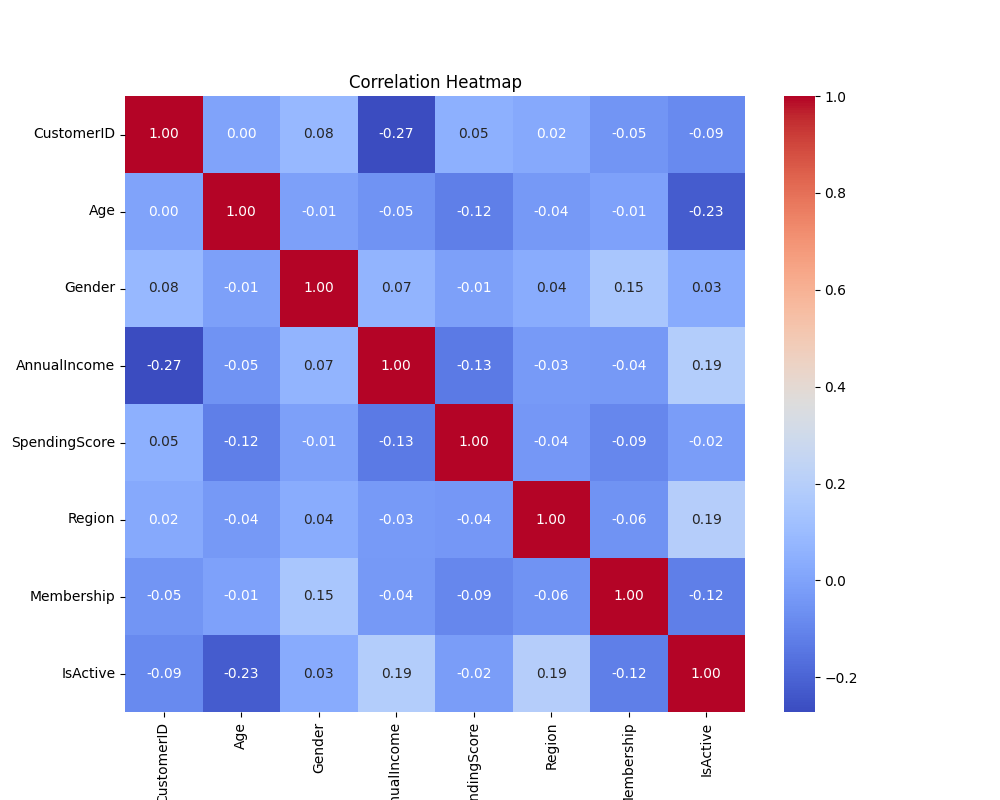 Correlation Heatmap
CustomerID 1.00 0.00 0.08 -0.27 0.05 0.02 -0.05 -0.09
Age 0.00 1.00 -0.01 -0.05 -0.12 -0.04 -0.01 -0.23
Gender 0.08 -0.01 1.00 0.07 -0.01 0.04 0.15 0.03
AnnualIncome -0.27 -0.05 0.07 1.00 -0.13 -0.03 -0.04 0.19
SpendingScore 0.05 -0.12 -0.01 -0.13 1.00 -0.04 -0.09 -0.02
Region 0.02 -0.04 0.04 -0.03 -0.04 1.00 -0.06 0.19
Membership -0.05 -0.01 0.15 -0.04 -0.09 -0.06 1.00 -0.12
IsActive -0.09 -0.23 0.03 0.19 -0.02 0.19 -0.12 1.00
CustomerID
Age
Gender
nualIncome
ndingScore
Region
Membership
IsActive
1.0
0.8
0.6
0.4
0.2
0.0
−0.2